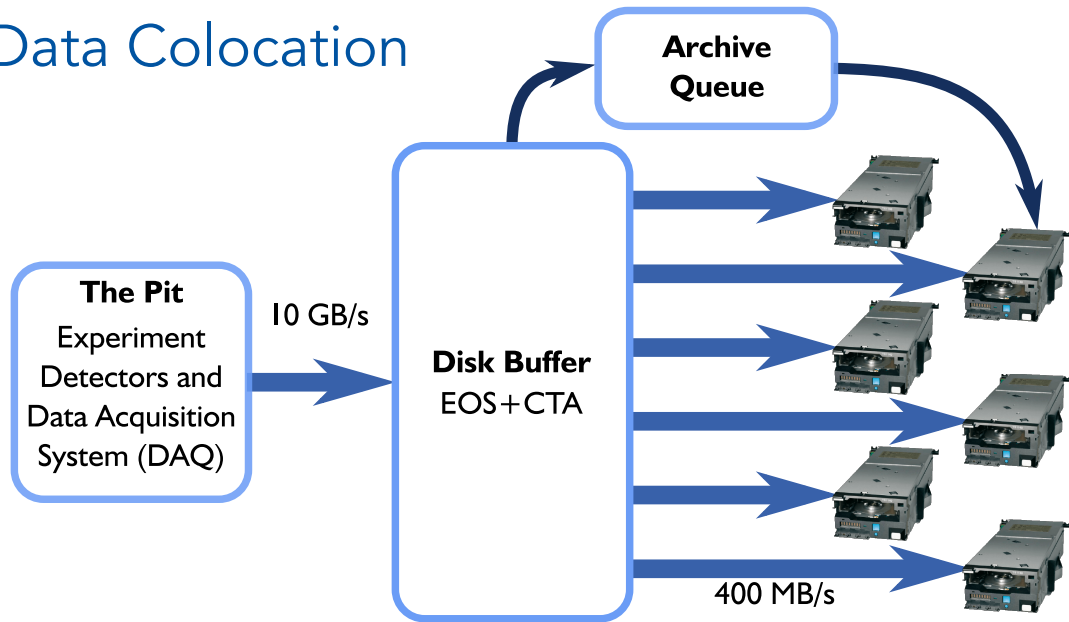 Data Colocation
Archive
Queue
The Pit
Experiment
Detectors and
Data Acquisition
System (DAQ)
10 GB/s
Disk Buffer
EOS+CTA
400 MB/s